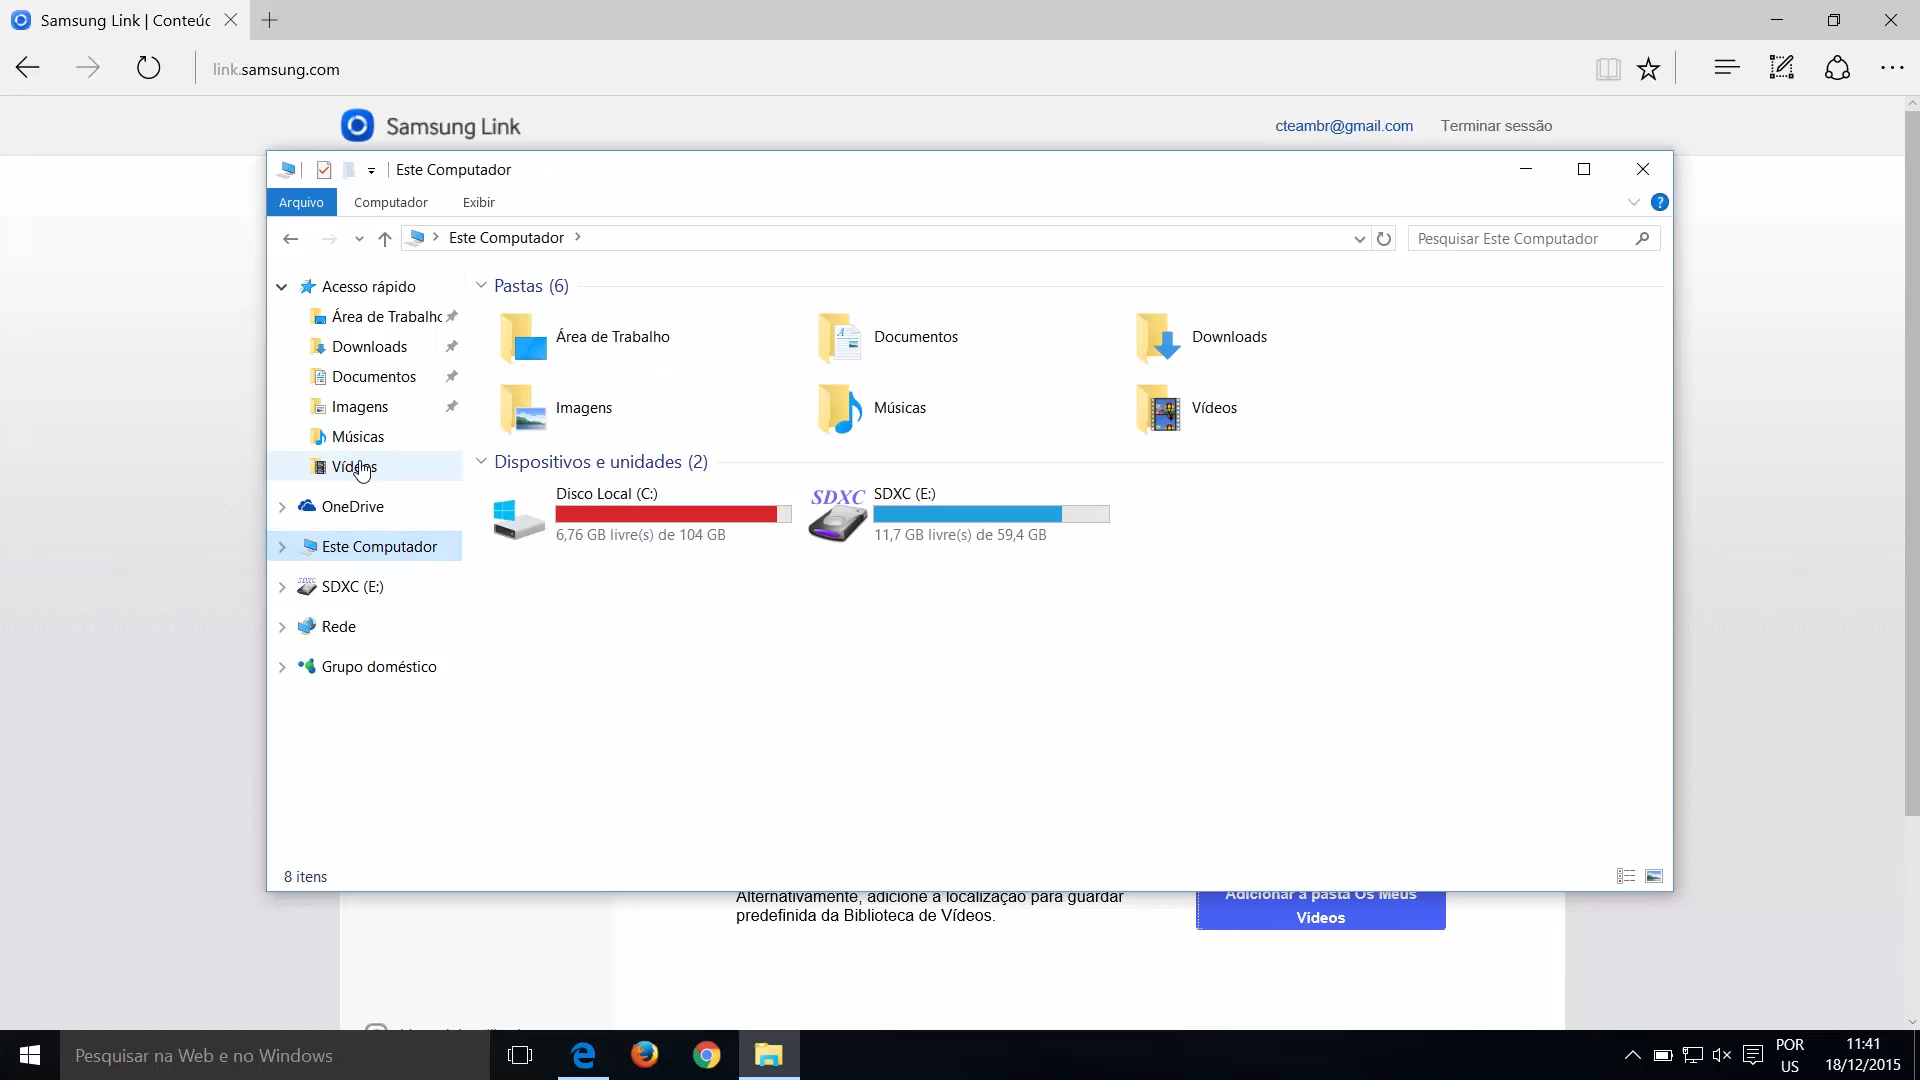 Samsung Link | Conteúd
link.samsung.com
Samsung Link
cteambr@gmail.com
Terminar sessão
Este Computador
Arquivo
Computador
Exibir
Este Computador
Pesquisar Este Computador
Acesso rápido
Área de Trabalho
Downloads
Documentos
Imagens
Músicas
Vídeos
OneDrive
Este Computador
SDXC (E:)
Rede
Grupo doméstico
Pastas (6)
Área de Trabalho
Documentos
Downloads
Imagens
Músicas
Vídeos
Dispositivos e unidades (2)
Disco Local (C:)
6,76 GB livre(s) de 104 GB
SDXC
SDXC (E:)
11,7 GB livre(s) de 59,4 GB
8 itens
Alternativamente, adicione a localização para guardar
predefinida da Biblioteca de Vídeos.
Adicionar a pasta Os Meus
Videos
Pesquisar na Web e no Windows
POR
US
11:41
18/12/2015